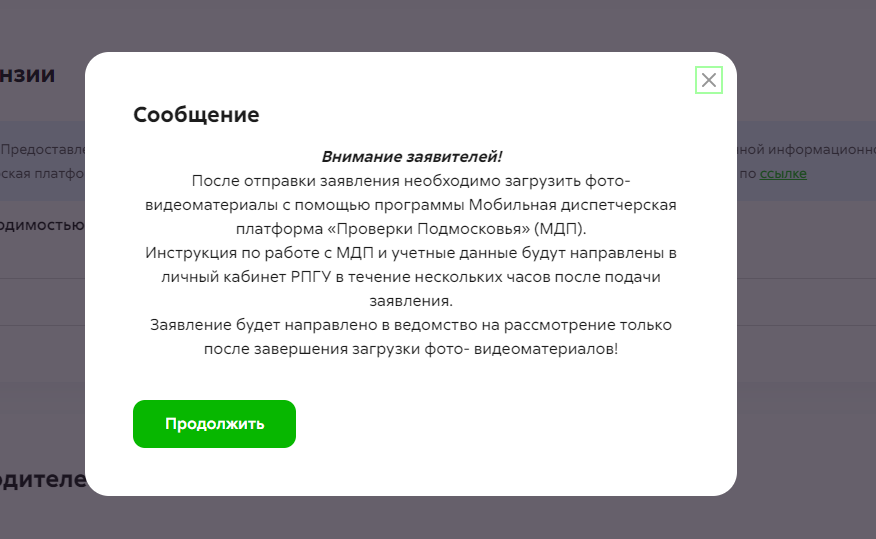 нзии
Сообщение
Внимание заявителей!
Предоставле
ной информационно
После отправки заявления необходимо загрузить фото-
ская платфо
по ссылке
видеоматериалы с помощью программы Мобильная диспетчерская
одимостью
платформа «Проверки Подмосковья» (МДП).
Инструкция по работе с МДП и учетные данные будут направлены в
личный кабинет РПГУ в течение нескольких часов после подачи
заявления.
Заявление будет направлено в ведомство на рассмотрение только
после завершения загрузки фото- видеоматериалов!
Продолжить
одителе